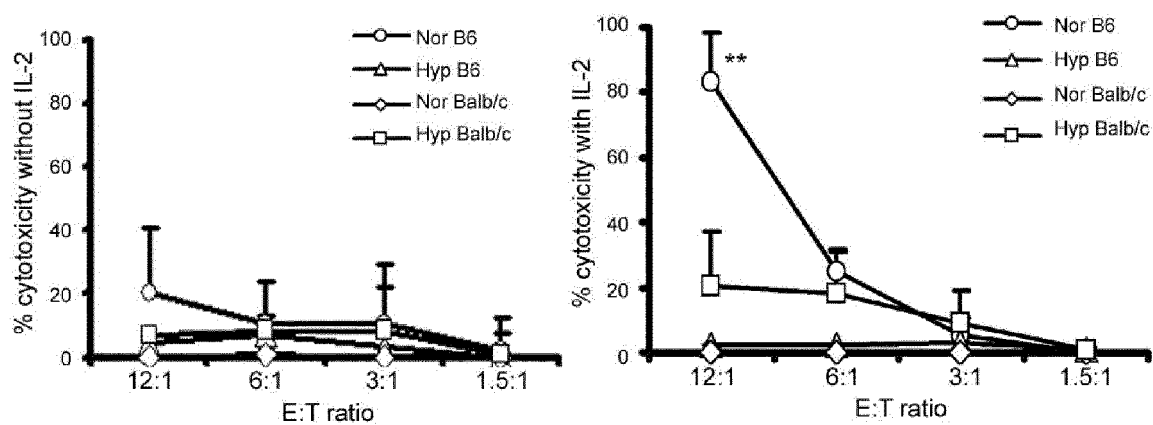 % cytotoxicity without IL-2
100
80
60
40
20
0
12:1
6:1
3:1
1.5:1
E:T ratio
Nor B6
Hyp B6
Nor Balb/c
Hyp Balb/c
% cytotoxicity with IL-2
100
80
60
40
20
0
12:1
6:1
3:1
1.5:1
E:T ratio
**
Nor B6
Hyp B6
Nor Balb/c
Hyp Balb/c